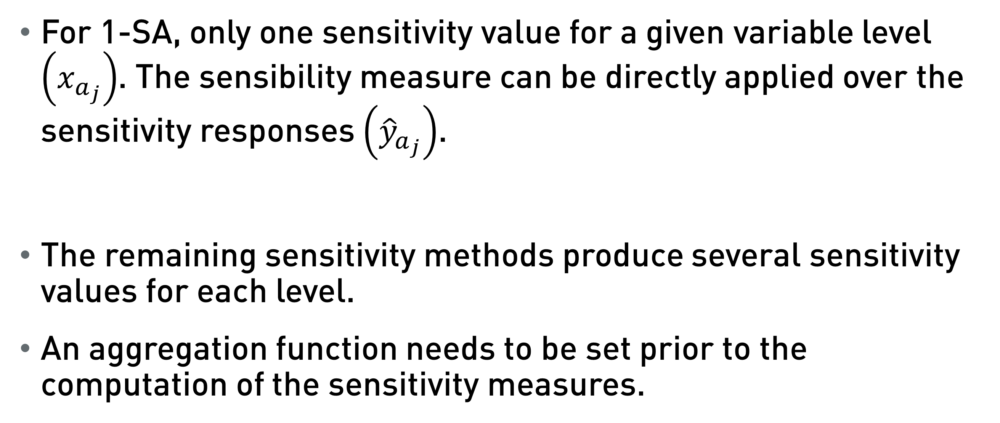 • For 1-SA, only one sensitivity value for a given variable level
$\left(x_{a_j}\right)$. The sensibility measure can be directly applied over the
sensitivity responses $\left(\hat{y}_{a_j}\right)$.
• The remaining sensitivity methods produce several sensitivity
values for each level.
• An aggregation function needs to be set prior to the
computation of the sensitivity measures.